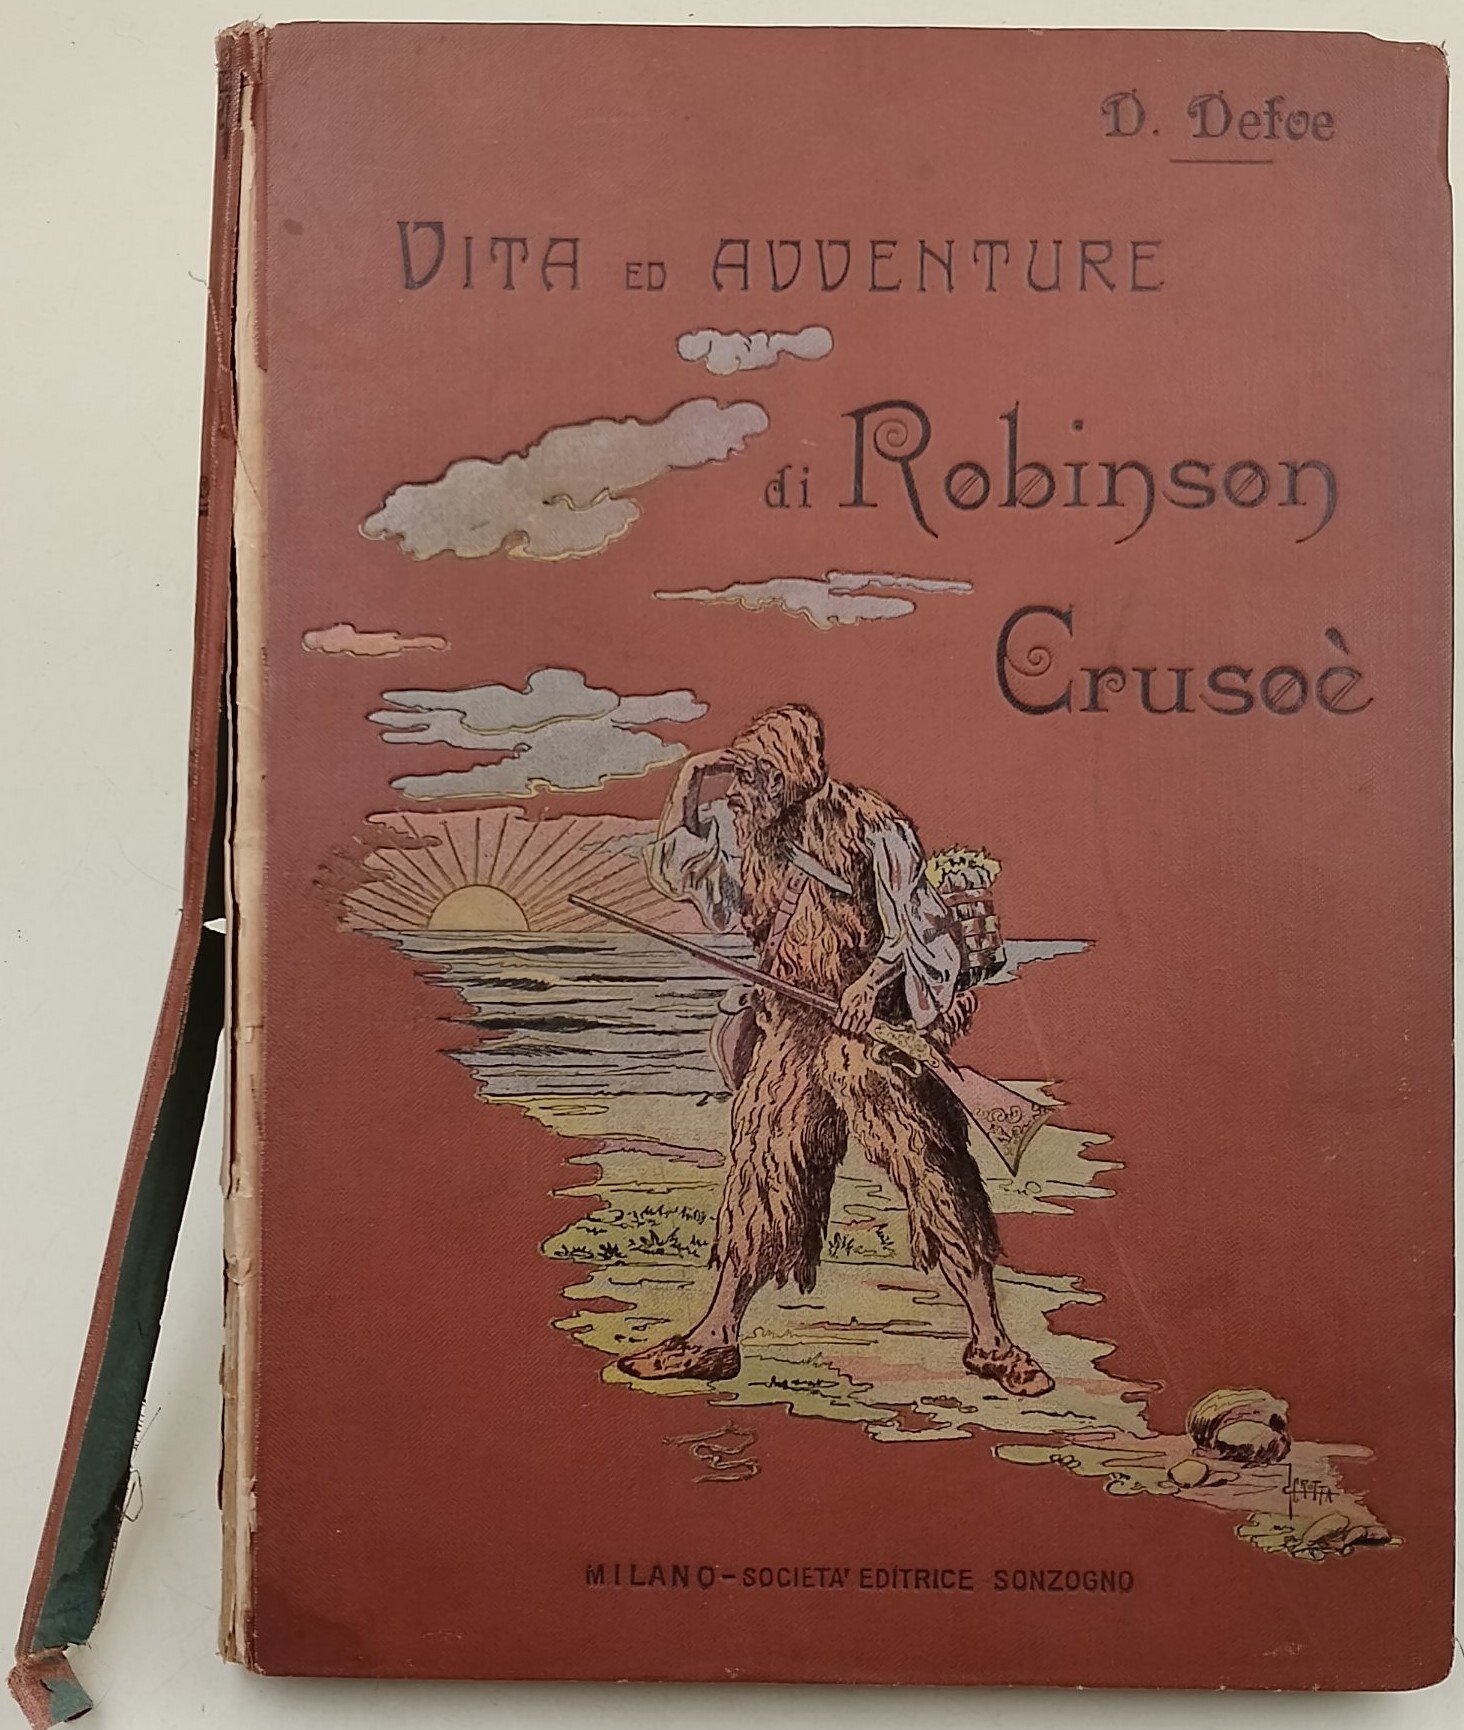 D. Defoe
VITA ED AVVENTURE
di Robinson
Crusoè
MILANO - SOCIETA' EDITRICE SONZOGNO